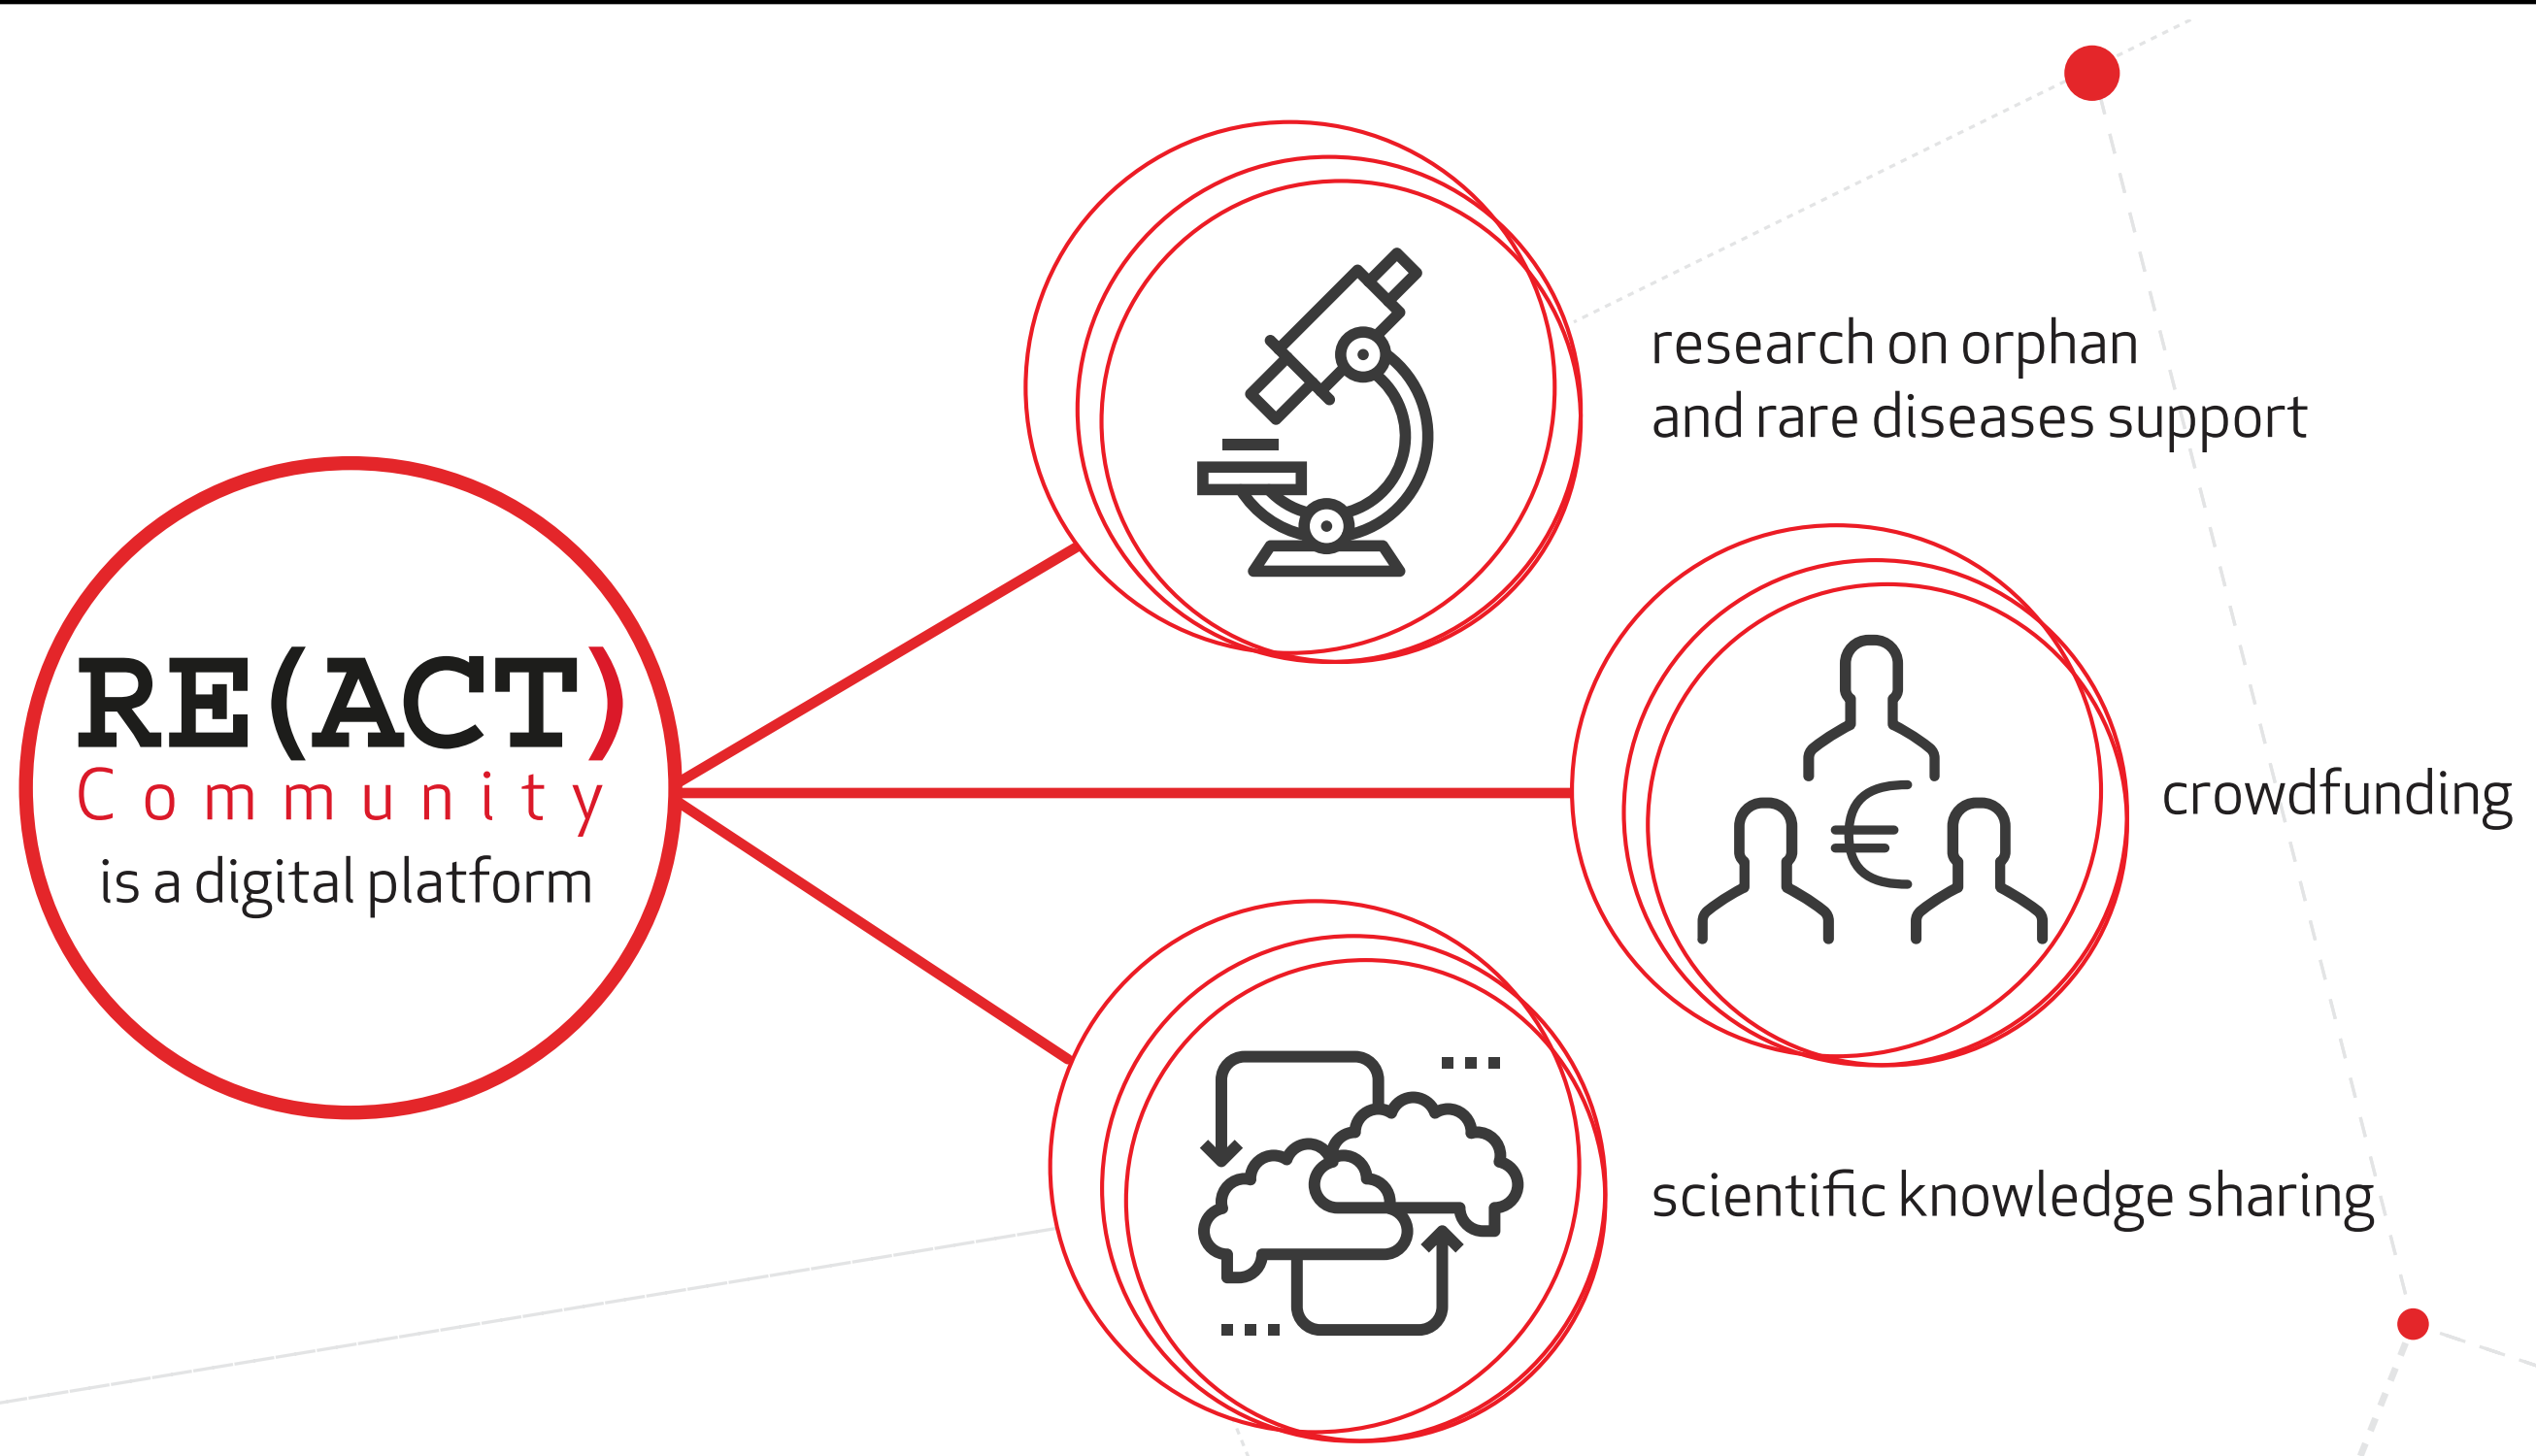 RE(ACT)
Community
is a digital platform
research on orphan
and rare diseases support
€
crowdfunding
scientific knowledge sharing